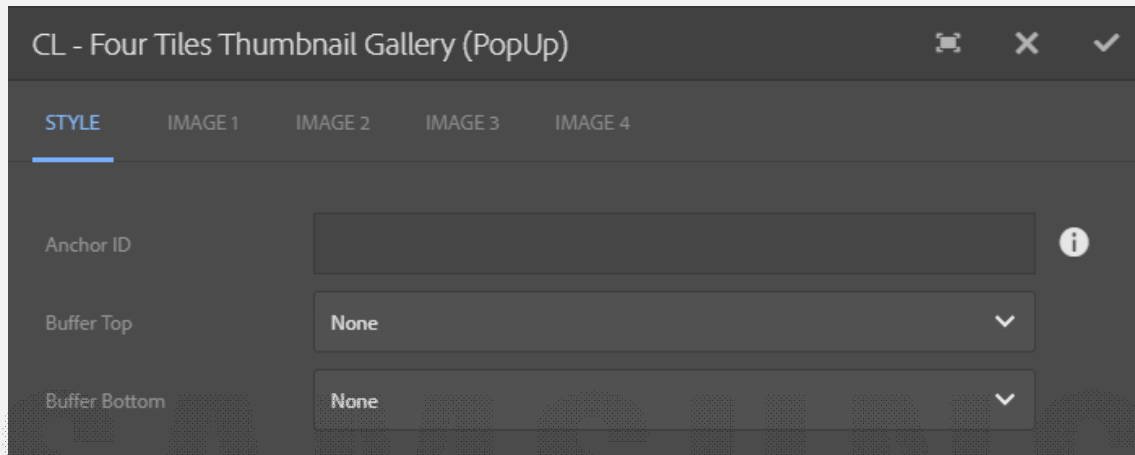 CL - Four Tiles Thumbnail Gallery (PopUp)
STYLE IMAGE 1 IMAGE 2 IMAGE 3 IMAGE 4
Anchor ID
Buffer Top None
Buffer Bottom None